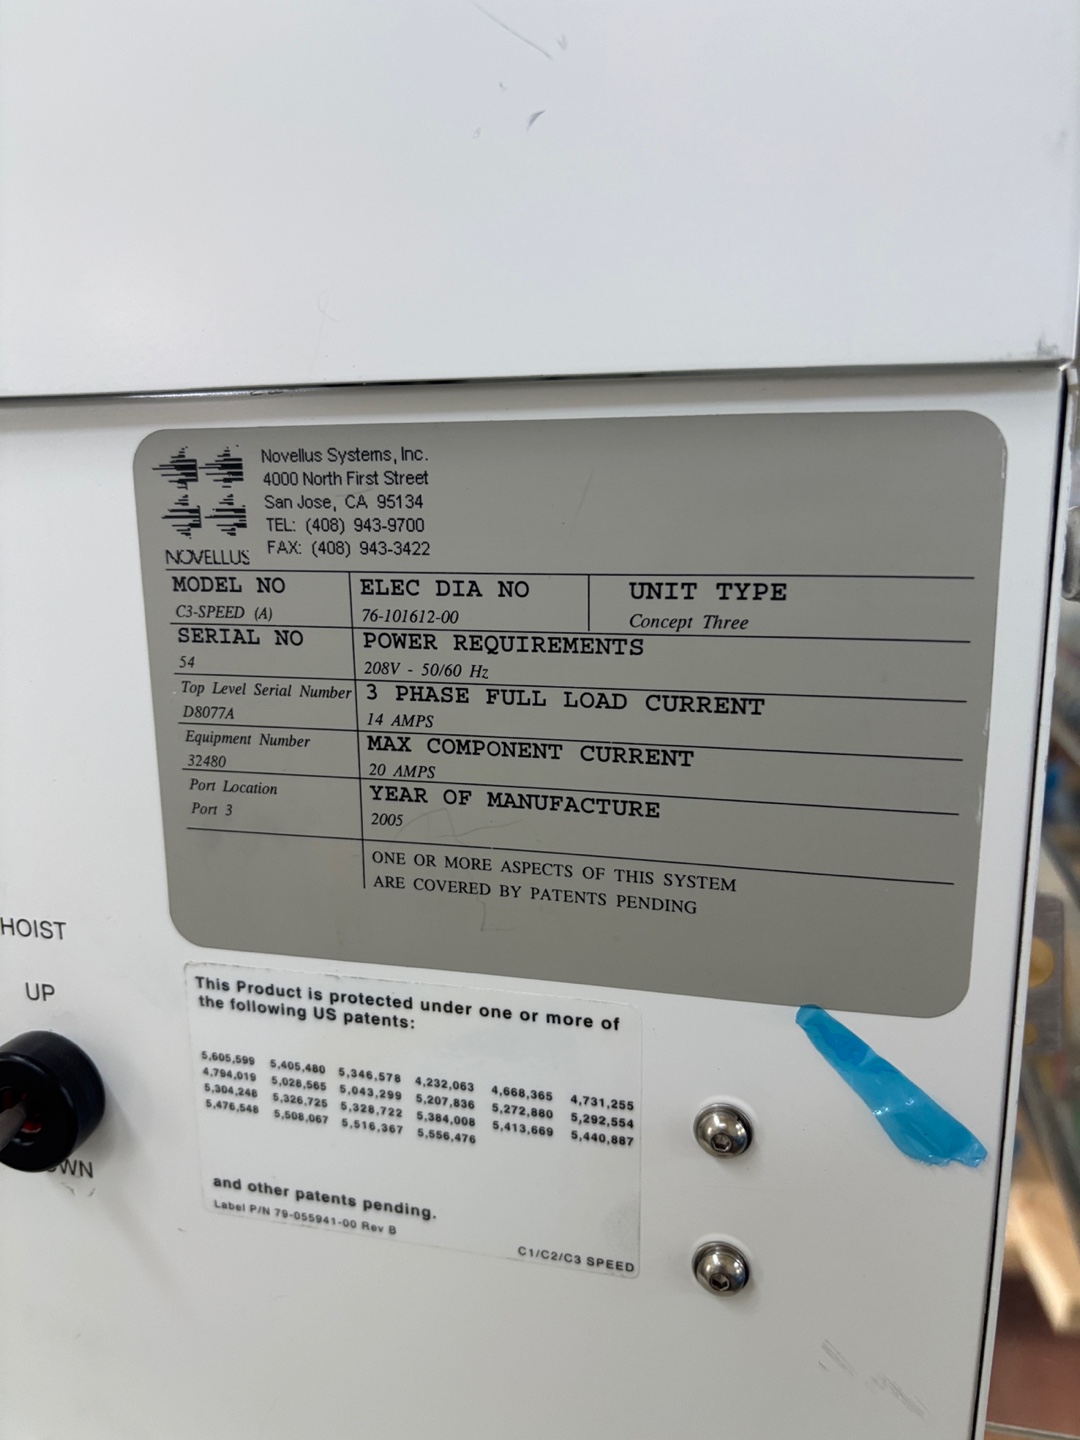 Novellus Systems, Inc.
4000 North First Street
San Jose, CA 95134
TEL: (408) 943-9700
FAX: (408) 943-3422
NOVELLUS
MODEL NO
C3-SPEED (A)
ELEC DIA NO
76-101612-00
UNIT TYPE
Concept Three
SERIAL NO
54
POWER REQUIREMENTS
208V - 50/60 Hz
Top Level Serial Number
D8077A
3 PHASE FULL LOAD CURRENT
14 AMPS
Equipment Number
32480
MAX COMPONENT CURRENT
20 AMPS
Port Location
Port 3
YEAR OF MANUFACTURE
2005
ONE OR MORE ASPECTS OF THIS SYSTEM
ARE COVERED BY PATENTS PENDING
HOIST
UP
OWN
This Product is protected under one or more of
the following US patents:
5,605,599 5,405,480 5,346,578 4,232,063 4,668,365 4,731,255
4,794,019 5,028,565 5,043,299 5,207,836 5,272,880 5,292,554
5,304,248 5,326,725 5,328,722 5,384,008 5,413,669 5,440,887
5,476,548 5,508,067 5,516,367 5,556,476
and other patents pending.
Label P/N 79-055941-00 Rev B
C1/C2/C3 SPEED